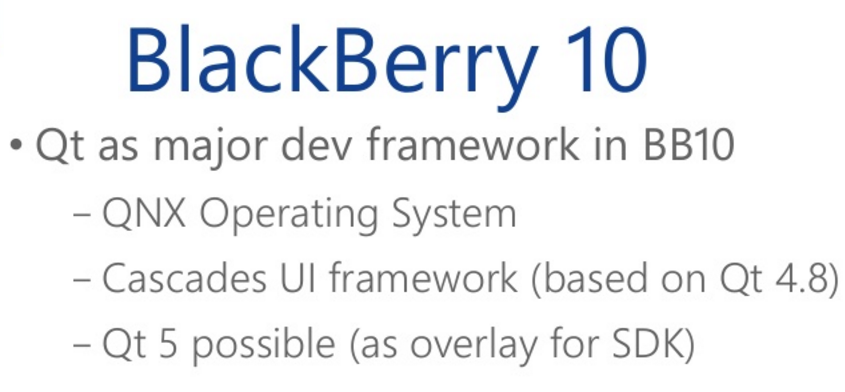 BlackBerry 10
• Qt as major dev framework in BB10
– QNX Operating System
– Cascades UI framework (based on Qt 4.8)
– Qt 5 possible (as overlay for SDK)